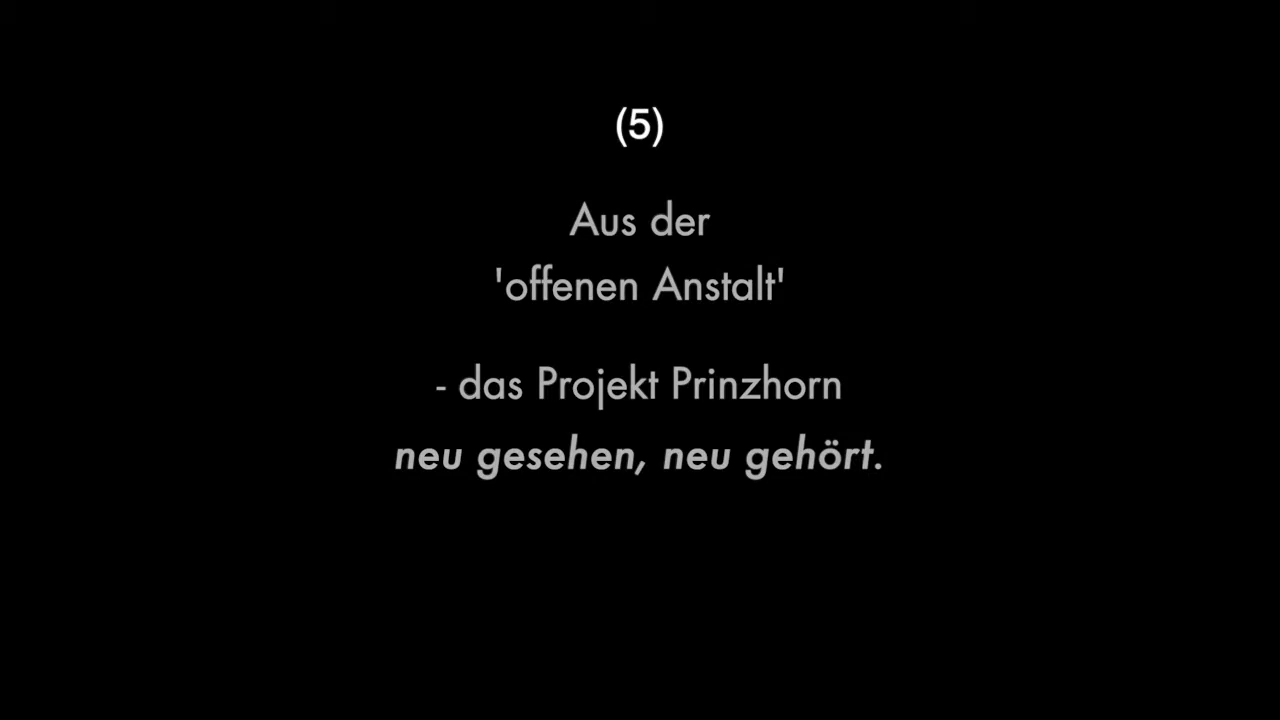 (5)
Aus der
'offenen Anstalt'
- das Projekt Prinzhorn
neu gesehen, neu gehört.